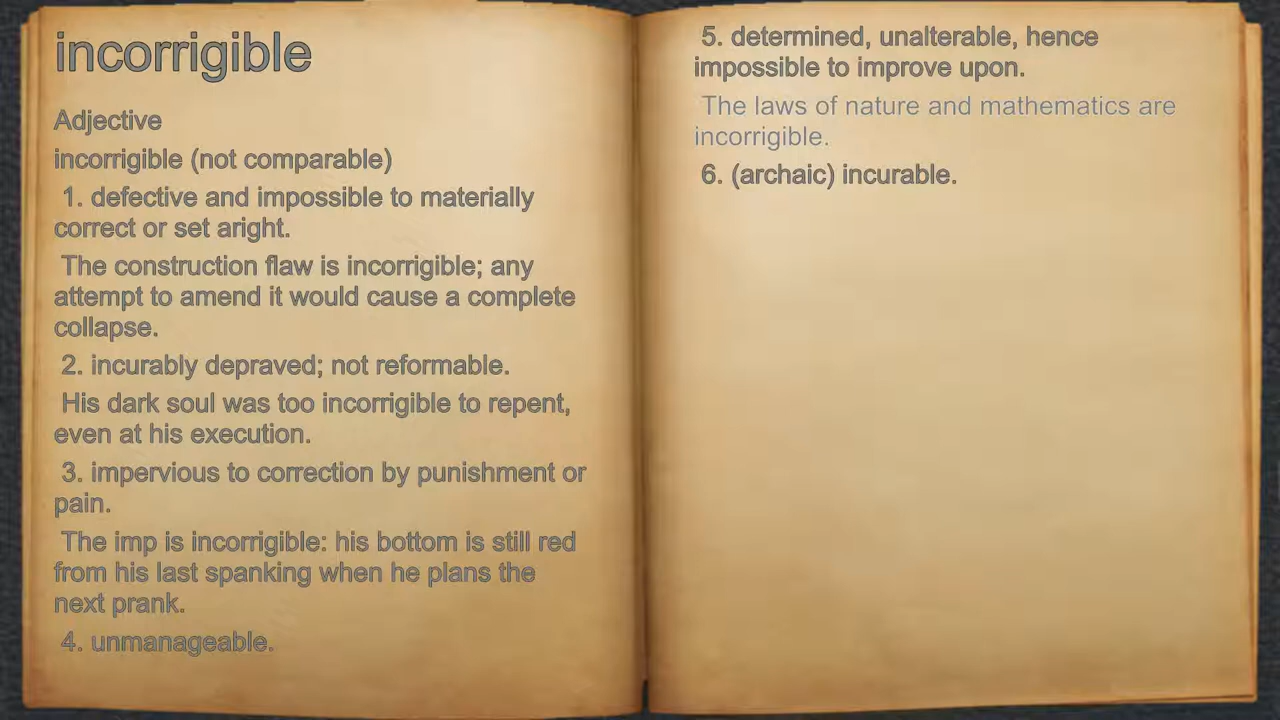 incorrigible
Adjective
incorrigible (not comparable)
1. defective and impossible to materially
correct or set aright.
The construction flaw is incorrigible; any
attempt to amend it would cause a complete
collapse.
2. incurably depraved; not reformable.
His dark soul was too incorrigible to repent,
even at his execution.
3. impervious to correction by punishment or
pain.
The imp is incorrigible: his bottom is still red
from his last spanking when he plans the
next prank.
4. unmanageable.
5. determined, unalterable, hence
impossible to improve upon.
The laws of nature and mathematics are
incorrigible.
6. (archaic) incurable.